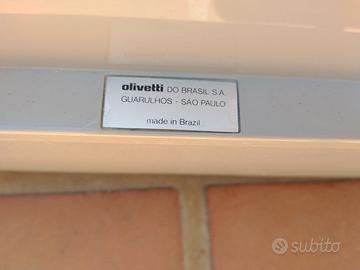 olivetti DO BRASIL S.A.
GUARULHOS - SÃO PAULO
made in Brazil
subito